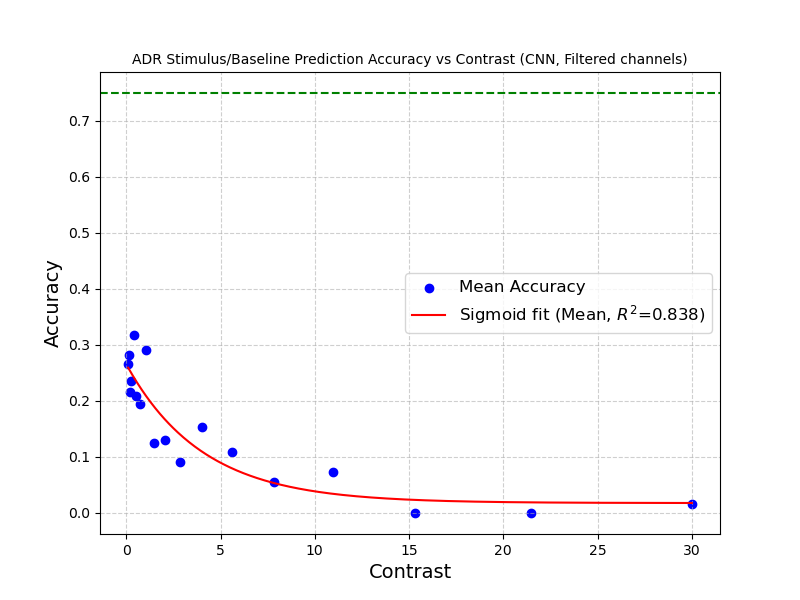 ADR Stimulus/Baseline Prediction Accuracy vs Contrast (CNN, Filtered channels)
Accuracy
0.7
0.6
0.5
0.4
0.3
0.2
0.1
0.0
Mean Accuracy
Sigmoid fit (Mean, $R^2$=0.838)
0 5 10 15 20 25 30
Contrast